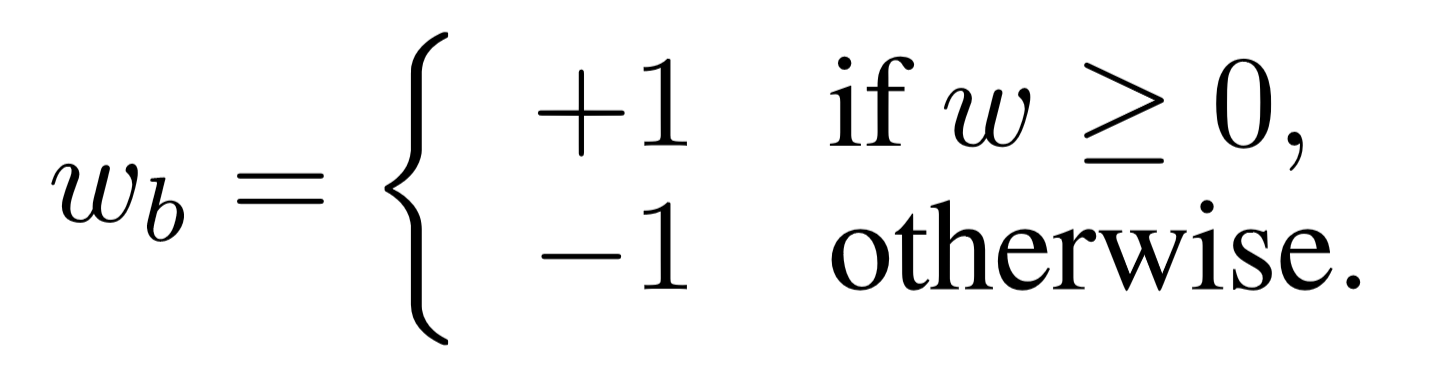 w_b = { +1 if w ≥ 0,
−1 otherwise.